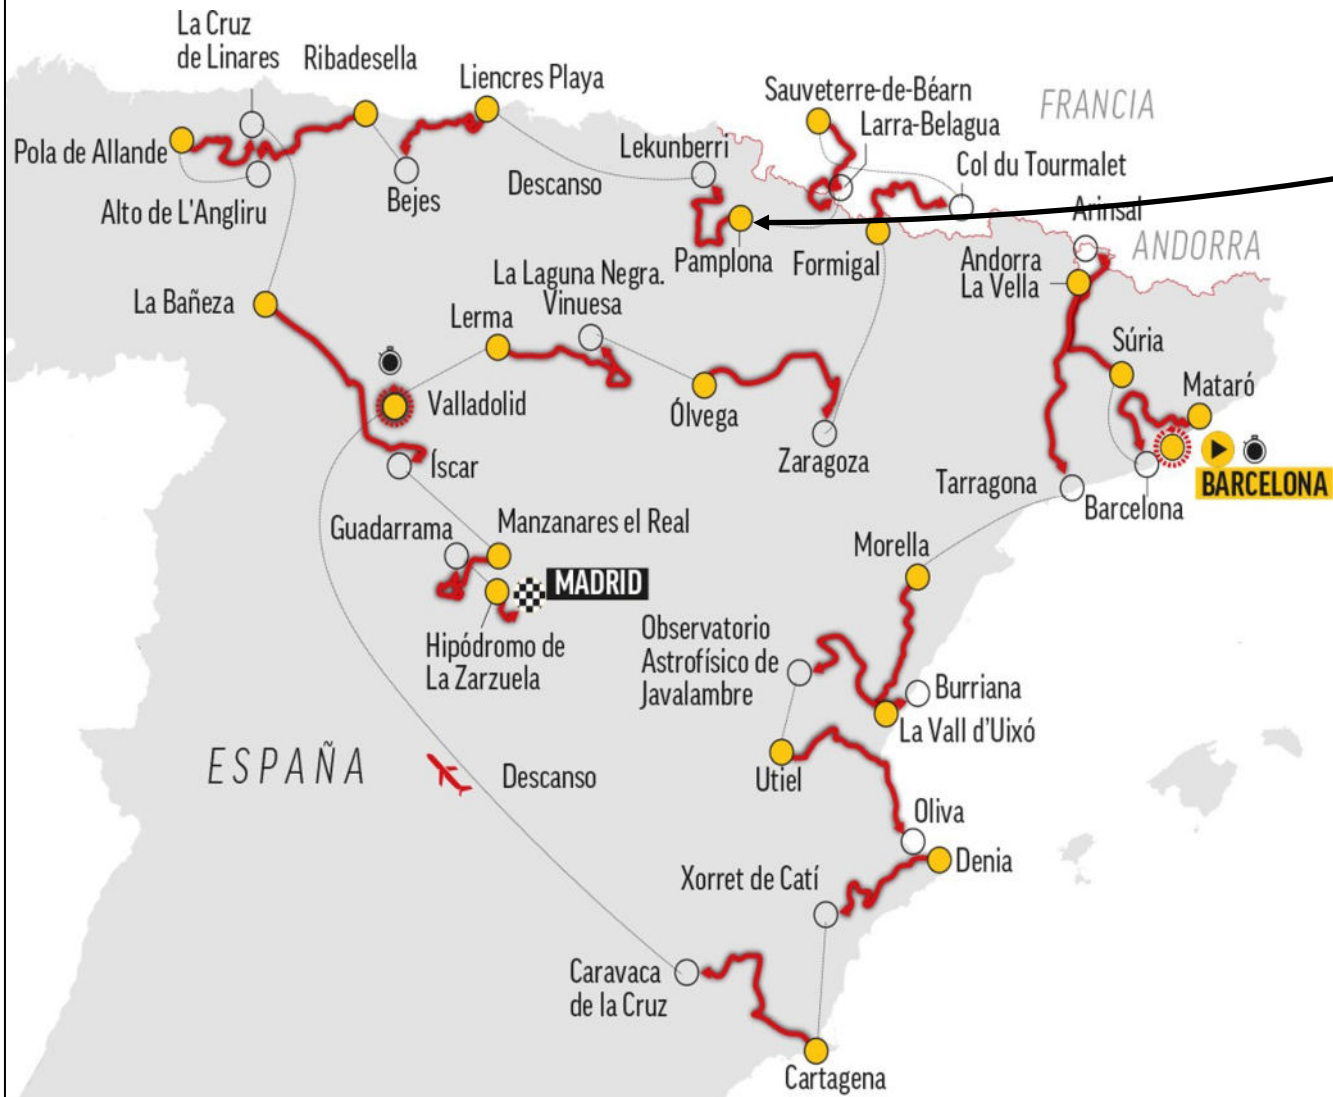 La Cruz
de Linares
Ribadesella
Liencres Playa
Sauveterre-de-Béarn
FRANCIA
Larra-Belagua
Pola de Allande
Lekunberri
Col du Tourmalet
Bejes
Descanso
Alto de L'Angliru
Arinsal
ANDORRA
Pamplona
Formigal
Andorra
La Vella
La Laguna Negra.
Vinuesa
La Bañeza
Lerma
Súria
Mataró
Valladolid
Ólvega
Zaragoza
Íscar
Tarragona
BARCELONA
Barcelona
Guadarrama
Manzanares el Real
Morella
MADRID
Hipódromo de
La Zarzuela
Observatorio
Astrofísico de
Javalambre
Burriana
La Vall d'Uixó
ESPAÑA
Descanso
Utiel
Oliva
Denia
Xorret de Catí
Caravaca
de la Cruz
Cartagena